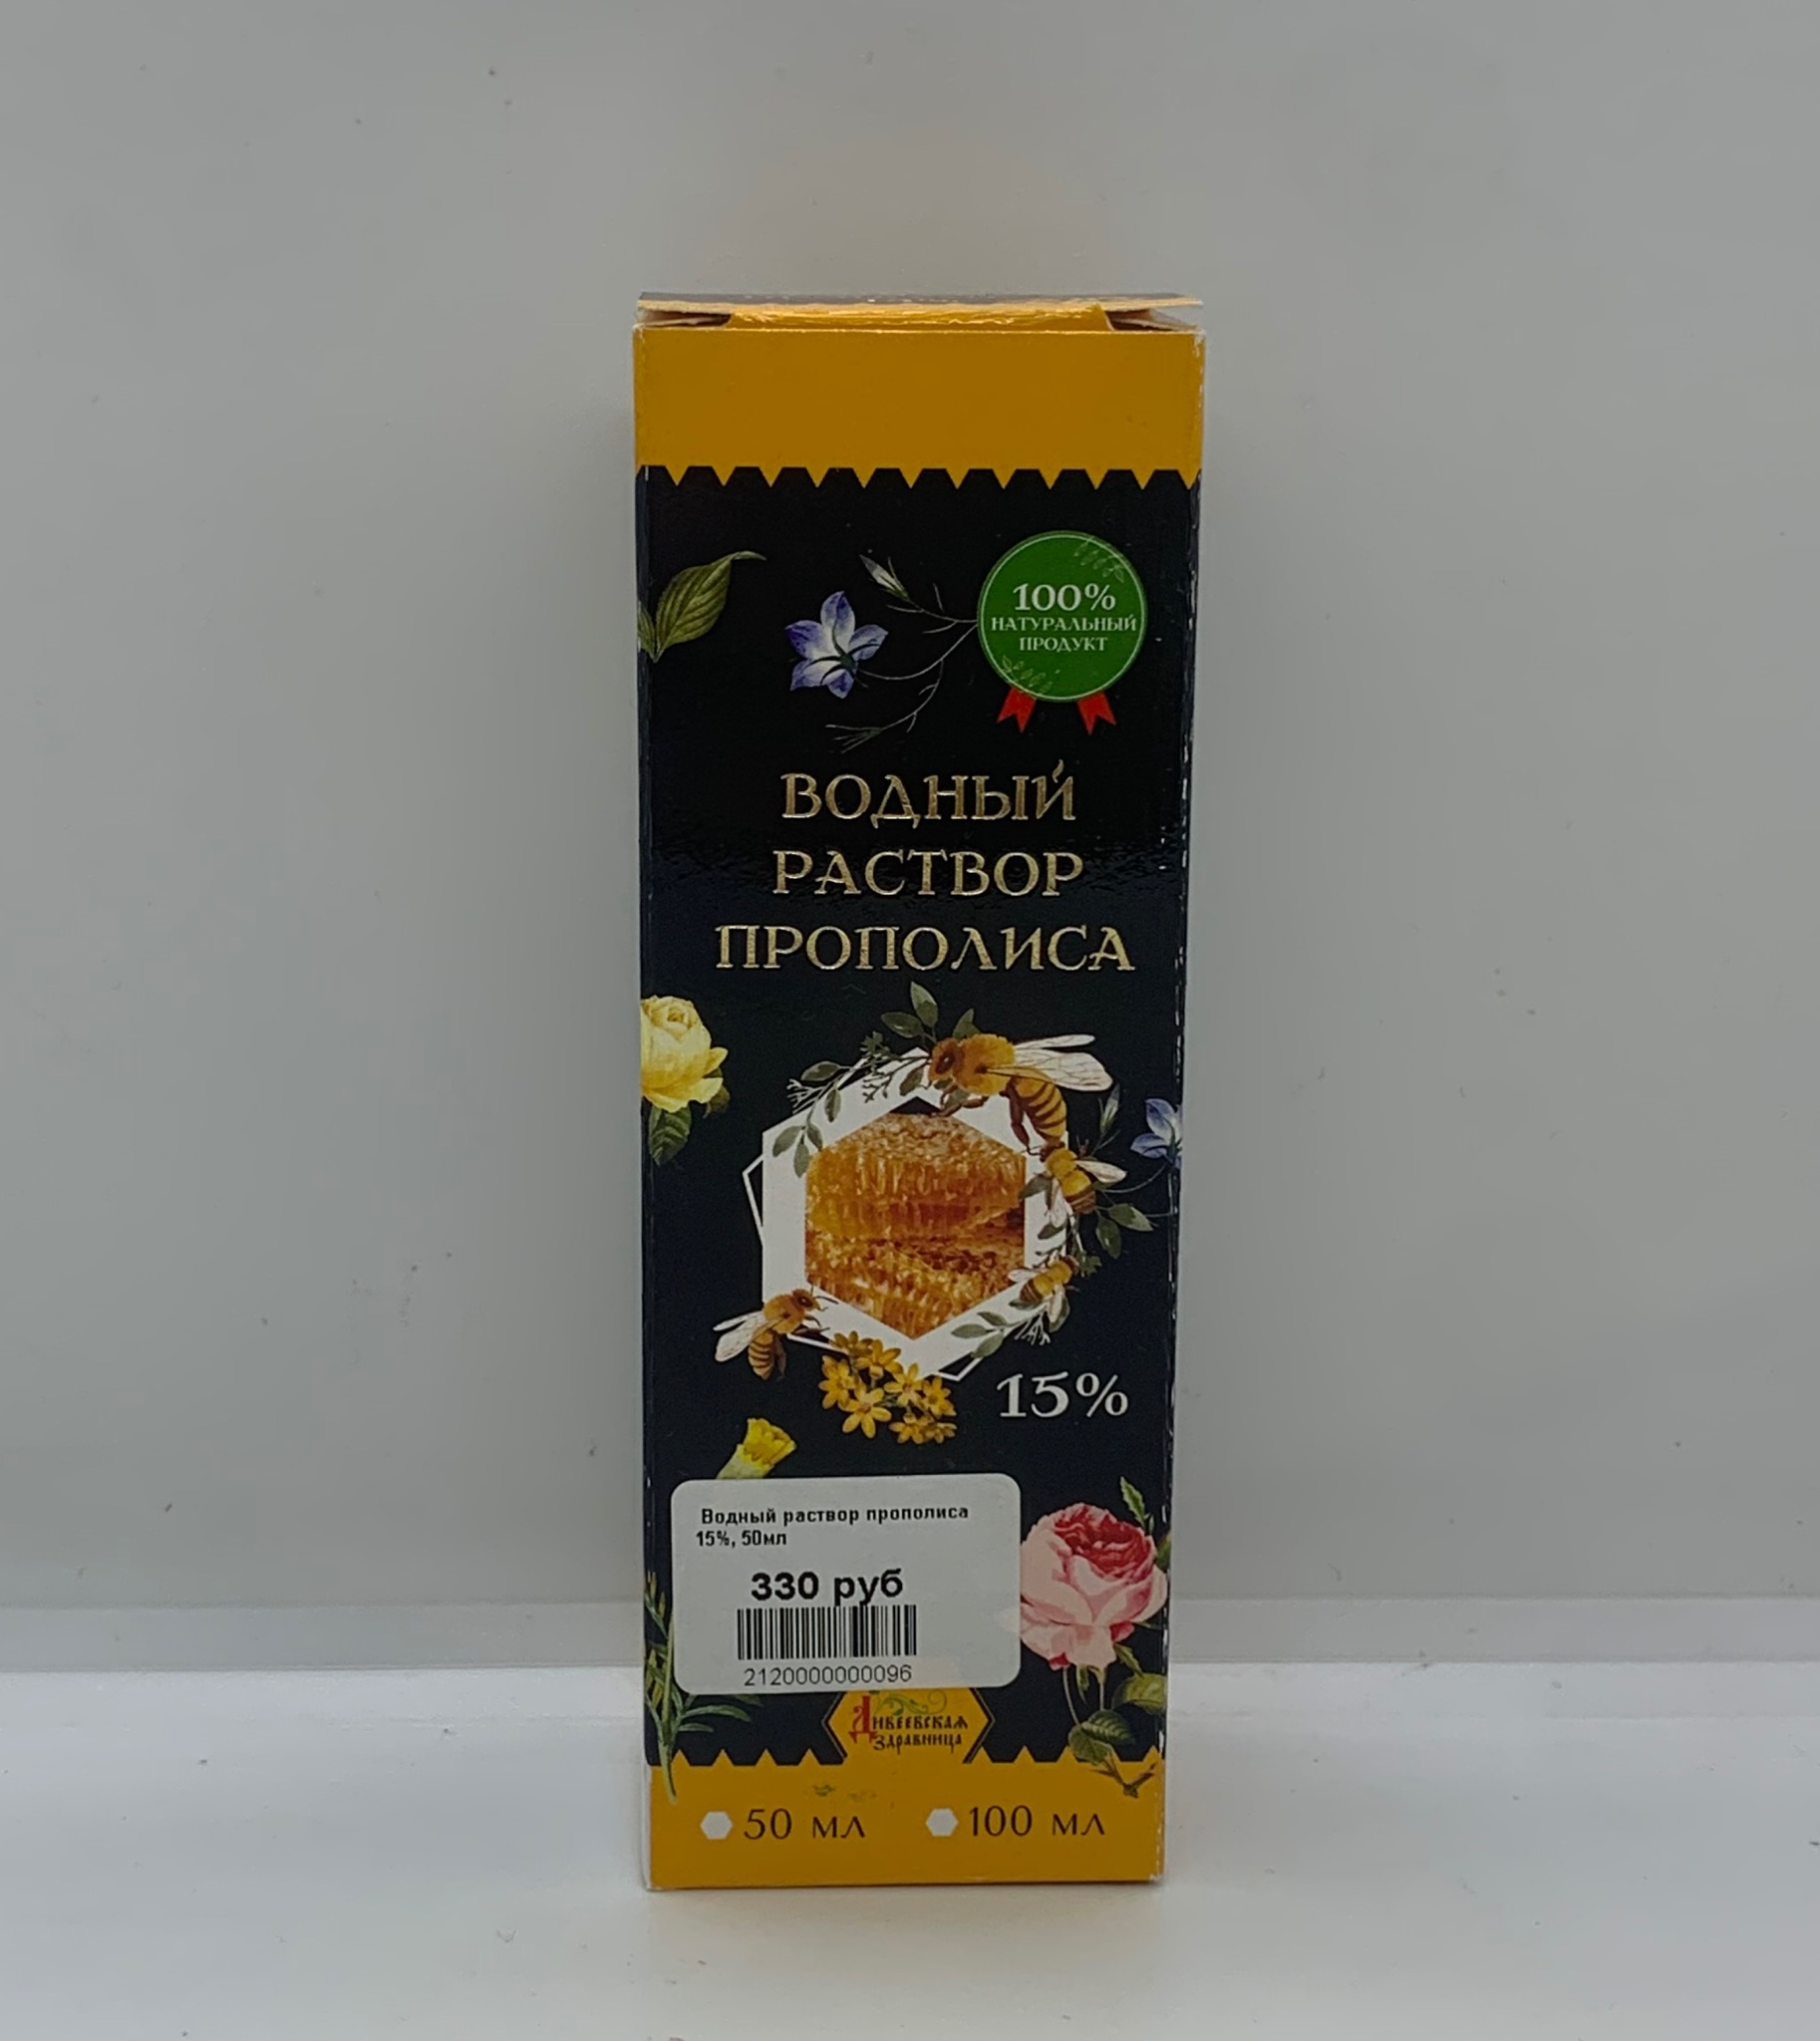 100%
НАТУРАЛЬНЫЙ
ПРОДУКТ
ВОДНЫЙ
РАСТВОР
ПРОПОЛИСА
15%
Водный раствор прополиса
15%, 50мл
330 руб
2120000000096
Дивеевская
Здравница
50 мл 100 мл